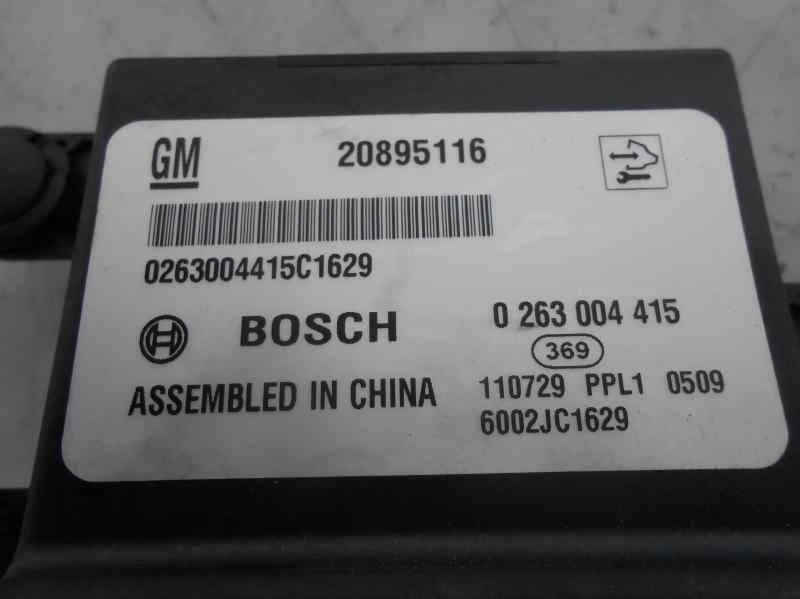 GM 20895116
0263004415C1629
BOSCH 0 263 004 415
369
ASSEMBLED IN CHINA 110729 PPL1 0509
6002JC1629